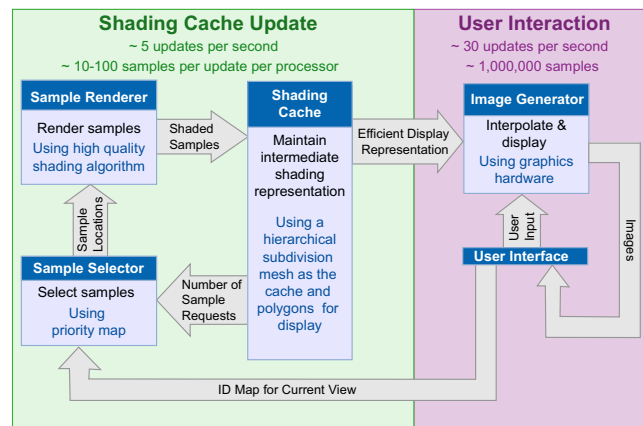 Shading Cache Update
~ 5 updates per second
~ 10-100 samples per update per processor
User Interaction
~ 30 updates per second
~ 1,000,000 samples
Sample Renderer
Render samples
Using high quality
shading algorithm
Shaded
Samples
Shading
Cache
Maintain
intermediate
shading
representation
Using a
hierarchical
subdivision
mesh as the
cache and
polygons for
display
Efficient Display
Representation
Image Generator
Interpolate &
display
Using graphics
hardware
Sample
Locations
User
Input
Images
Sample Selector
Select samples
Using
priority map
Number of
Sample
Requests
User Interface
ID Map for Current View